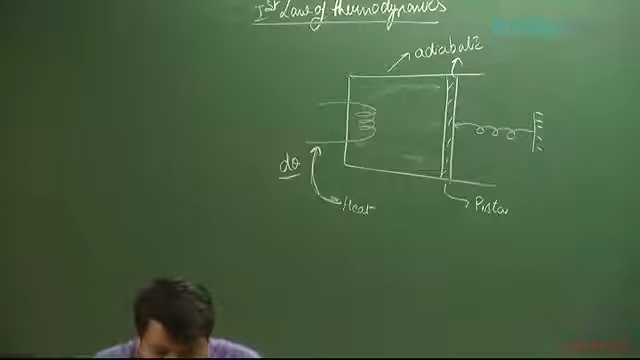 Ist Law of thermodynamics
adiabatic
dQ
Heat
Piston